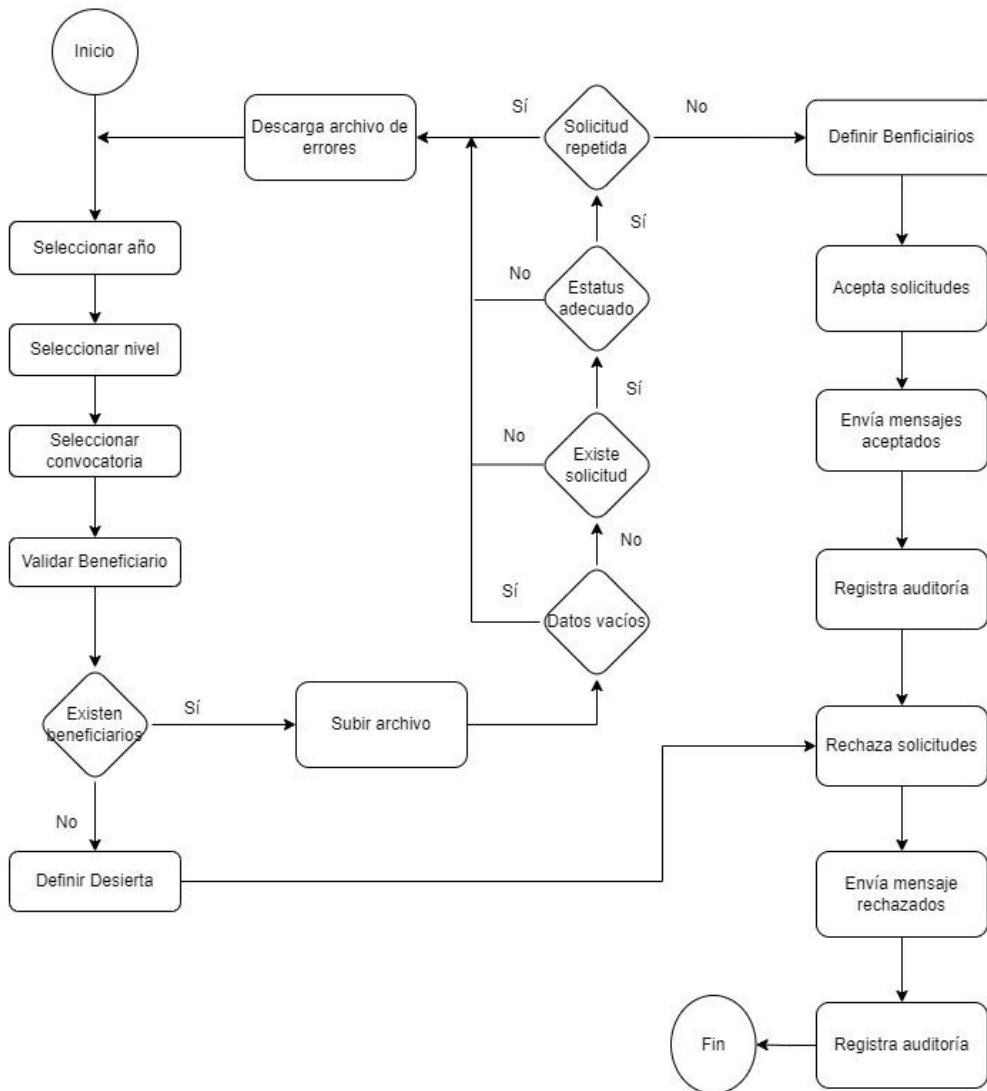 Inicio
Descarga archivo de
errores
Sí
Solicitud
repetida
No
Definir Benficiairios
Seleccionar año
Sí
No
Estatus
adecuado
Acepta solicitudes
Seleccionar nivel
Sí
Seleccionar
convocatoria
No
Existe
solicitud
Envía mensajes
aceptados
Validar Beneficiario
No
Sí
Datos vacíos
Registra auditoría
Existen
beneficiarios
Sí
Subir archivo
Rechaza solicitudes
No
Definir Desierta
Envía mensaje
rechazados
Fin
Registra auditoría